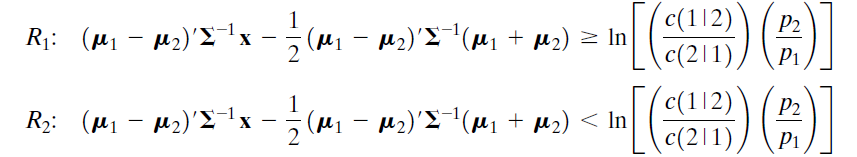 R₁: (μ₁ − μ₂)′Σ⁻¹x − 1/2 (μ₁ − μ₂)′Σ⁻¹(μ₁ + μ₂) ≥ ln[(c(1|2)/c(2|1)) (p₂/p₁)]
R₂: (μ₁ − μ₂)′Σ⁻¹x − 1/2 (μ₁ − μ₂)′Σ⁻¹(μ₁ + μ₂) < ln[(c(1|2)/c(2|1)) (p₂/p₁)]